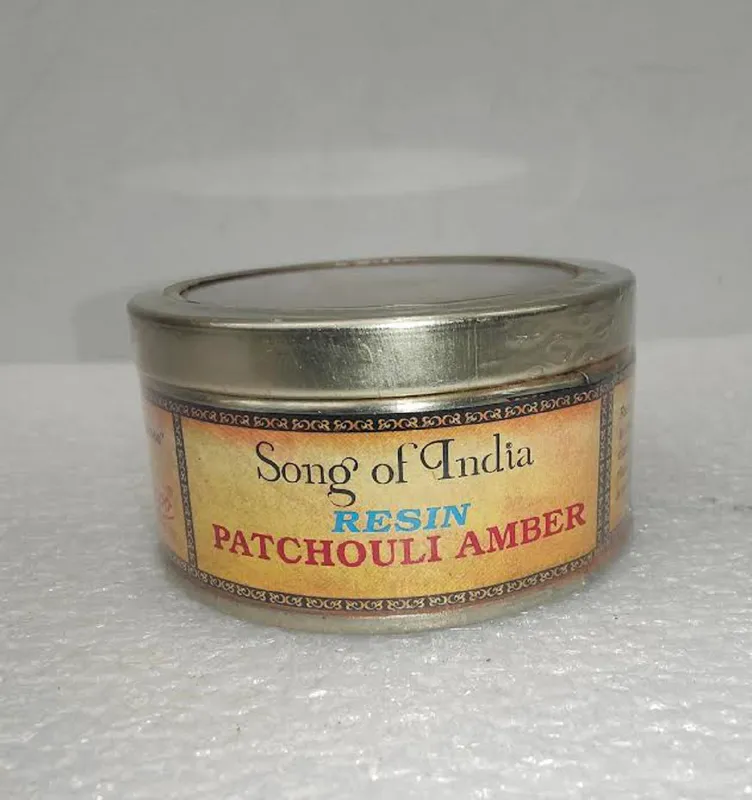 Song of India
RESIN
PATCHOULI AMBER